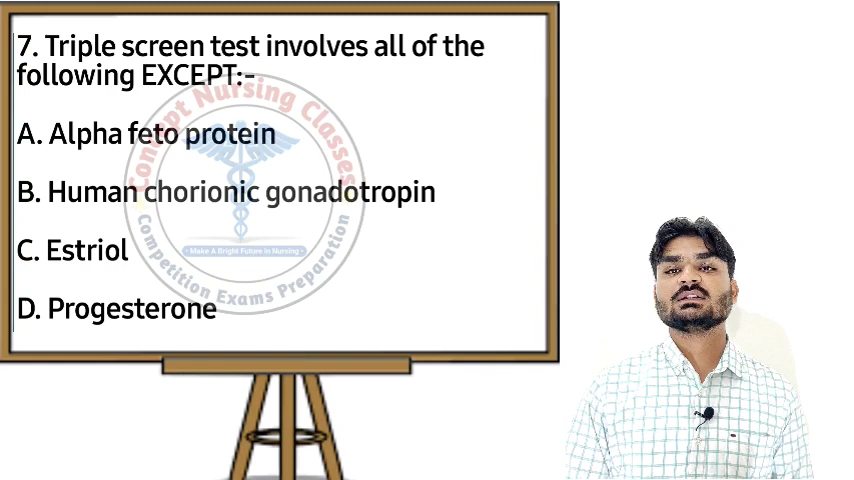 7. Triple screen test involves all of the
following EXCEPT:-
A. Alpha feto protein
B. Human chorionic gonadotropin
C. Estriol
D. Progesterone
Concept Nursing Classes
Make A Bright Future in Nursing
Competition Exams Preparation